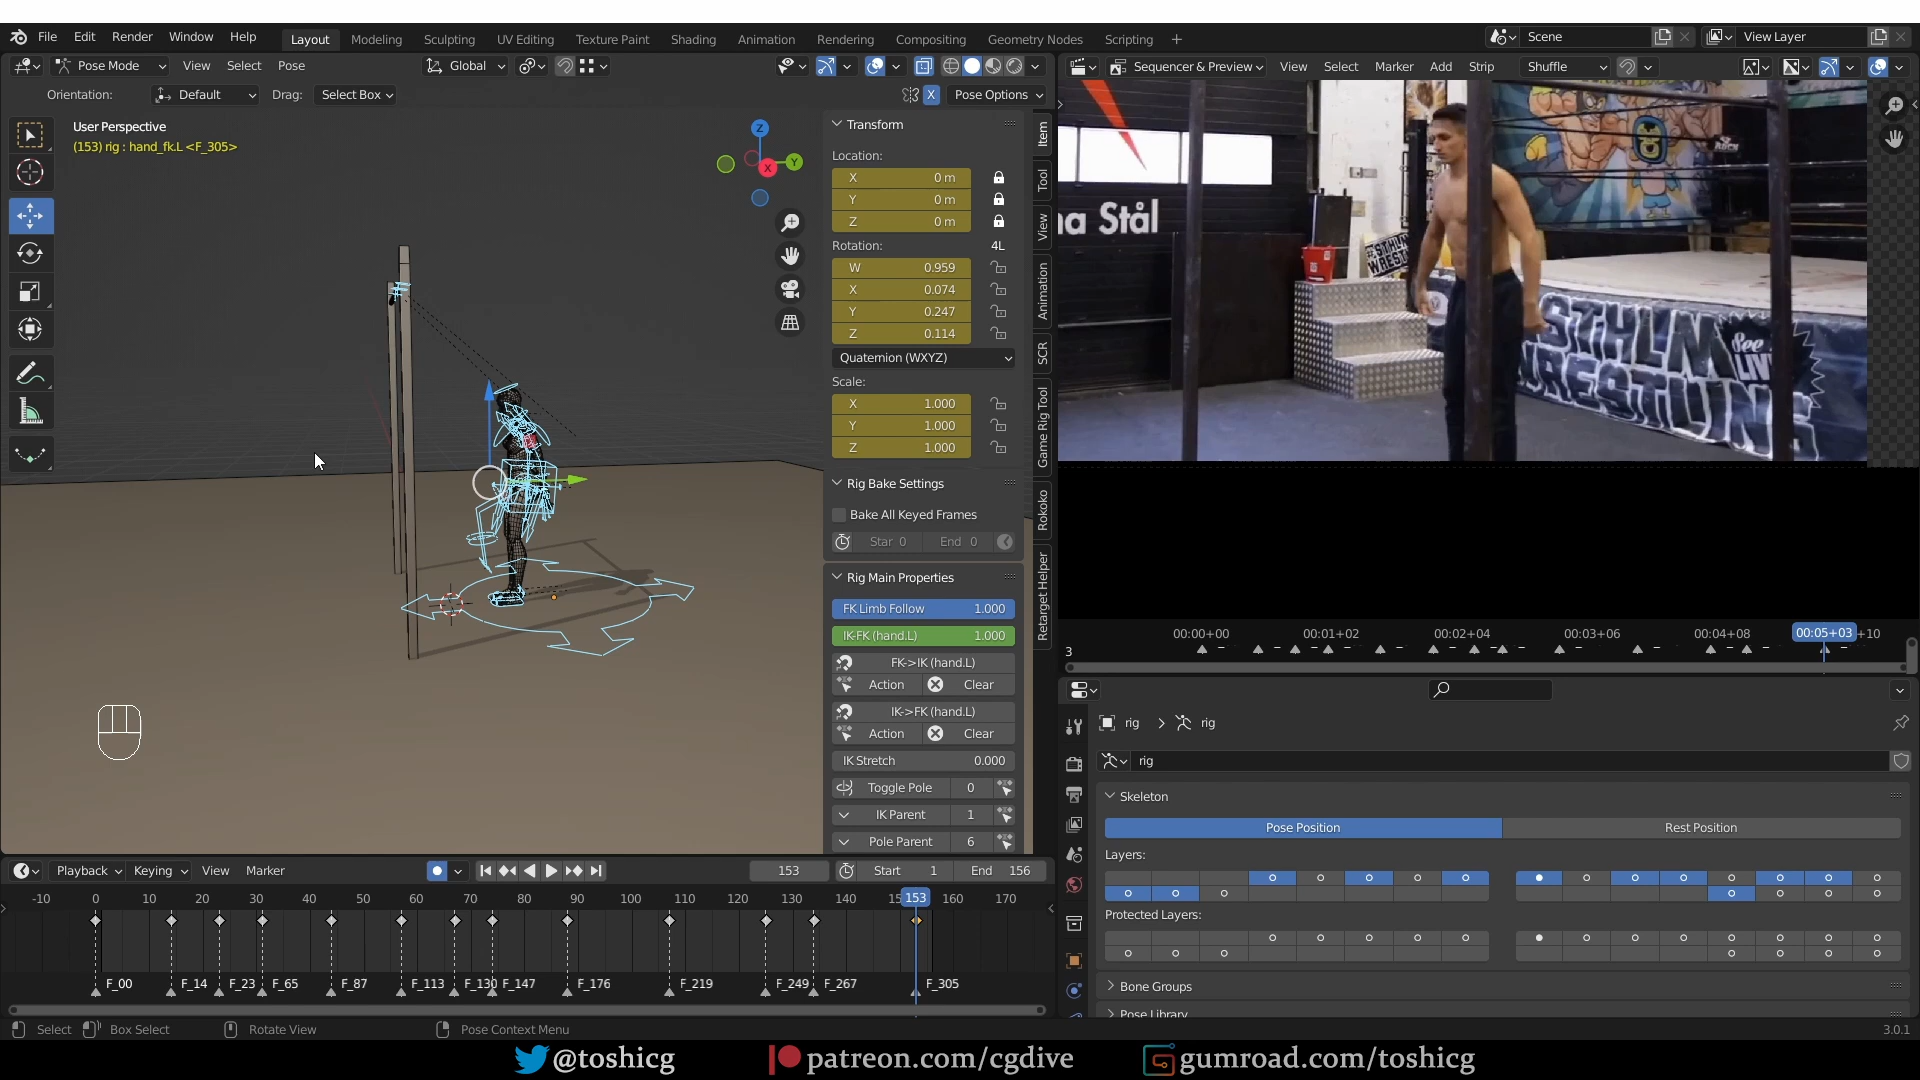 File Edit Render Window Help Layout Modeling Sculpting UV Editing Texture Paint Shading Animation Rendering Compositing Geometry Nodes Scripting + Scene View Layer
Pose Mode View Select Pose Global
Sequencer & Preview View Select Marker Add Strip Shuffle
Orientation: Default Drag: Select Box X Pose Options
User Perspective
(153) rig : hand_fk.L <F_305>
Z
Y
X
Transform
Location:
X 0 m
Y 0 m
Z 0 m
Rotation: 4L
W 0.959
X 0.074
Y 0.247
Z 0.114
Quaternion (WXYZ)
Scale:
X 1.000
Y 1.000
Z 1.000
Rig Bake Settings
Bake All Keyed Frames
Star 0 End 0
Rig Main Properties
FK Limb Follow 1.000
IK-FK (hand.L) 1.000
FK->IK (hand.L)
Action Clear
IK->FK (hand.L)
Action Clear
IK Stretch 0.000
Toggle Pole 0
IK Parent 1
Pole Parent 6
Item
Tool
View
Animation
SCR
Game Rig Tool
Rokoko
Retarget Helper
na Stål
#STHLM
WRESTLING
STHLM
WRESTLING
See
LIV
ROCK
00:00+00 00:01+02 00:02+04 00:03+06 00:04+08 00:05+03 +10
3
rig > rig
rig
Skeleton
Pose Position Rest Position
Layers:
Protected Layers:
Bone Groups
Pose Library
Playback Keying View Marker 153 Start 1 End 156
-10 0 10 20 30 40 50 60 70 80 90 100 110 120 130 140 15 153 160 170
F_00 F_14 F_23 F_65 F_87 F_113 F_130 F_147 F_176 F_219 F_249 F_267 F_305
Select Box Select Rotate View Pose Context Menu 3.0.1
@toshicg patreon.com/cgdive gumroad.com/toshicg